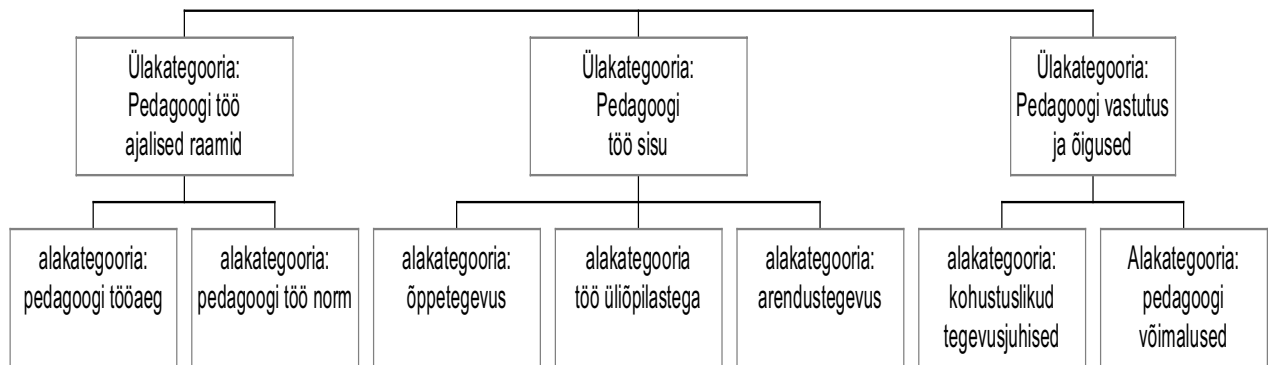 Ülakategooria:
Pedagoogi töö
ajalised raamid
Ülakategooria:
Pedagoogi
töö sisu
Ülakategooria:
Pedagoogi vastutus
ja õigused
alakategooria:
pedagoogi tööaeg
alakategooria:
pedagoogi töö norm
alakategooria:
õppetegevus
alakategooria
töö üliõpilastega
alakategooria:
arendustegevus
alakategooria:
kohustuslikud
tegevusjuhised
Alakategooria:
pedagoogi
võimalused